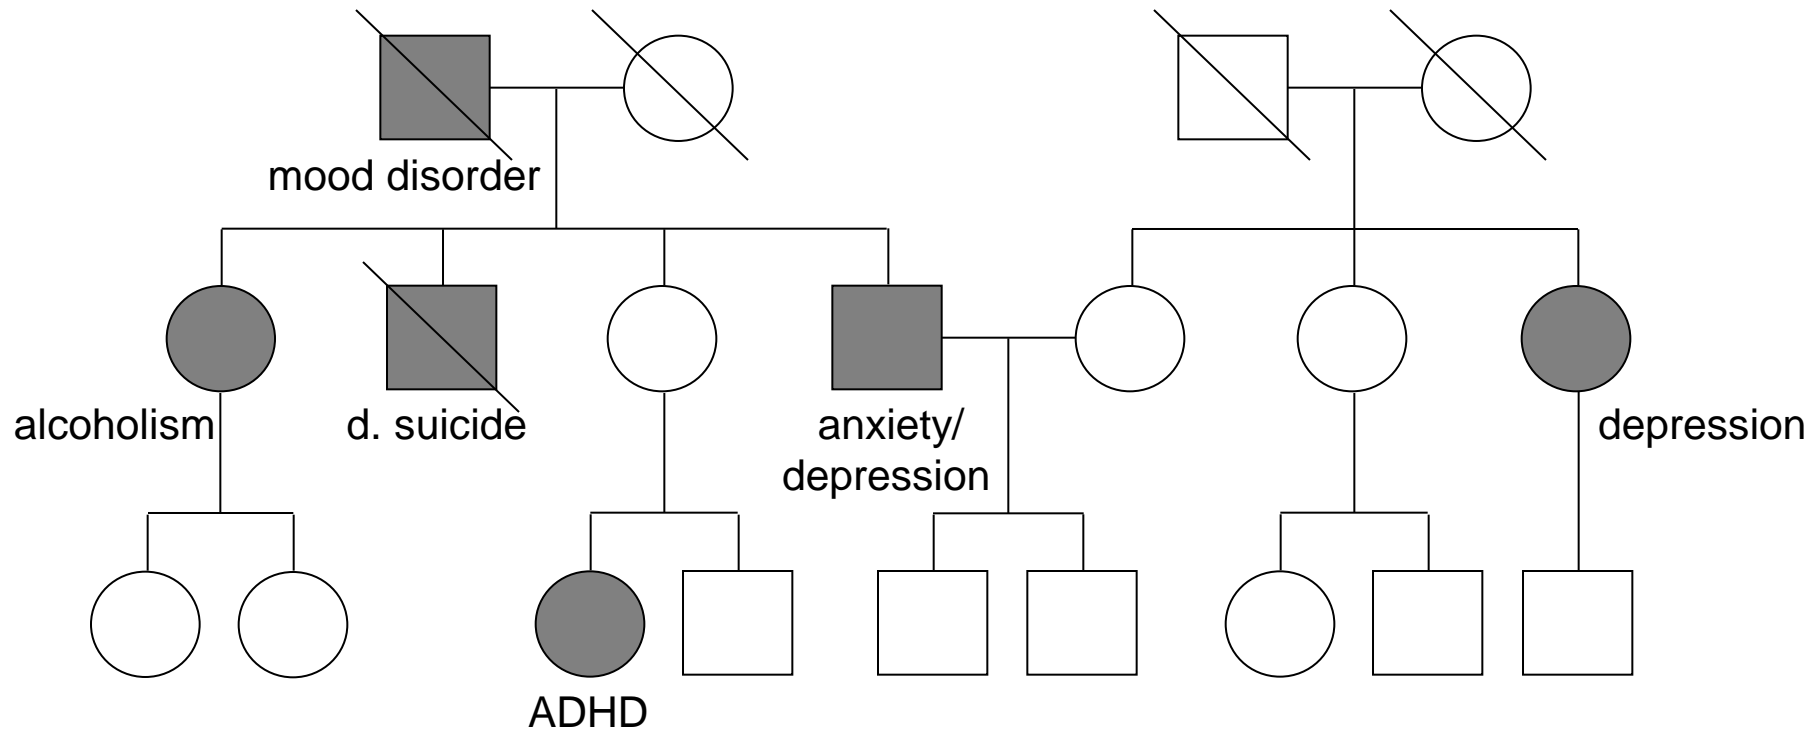 mood disorder
alcoholism
d. suicide
anxiety/
depression
depression
ADHD